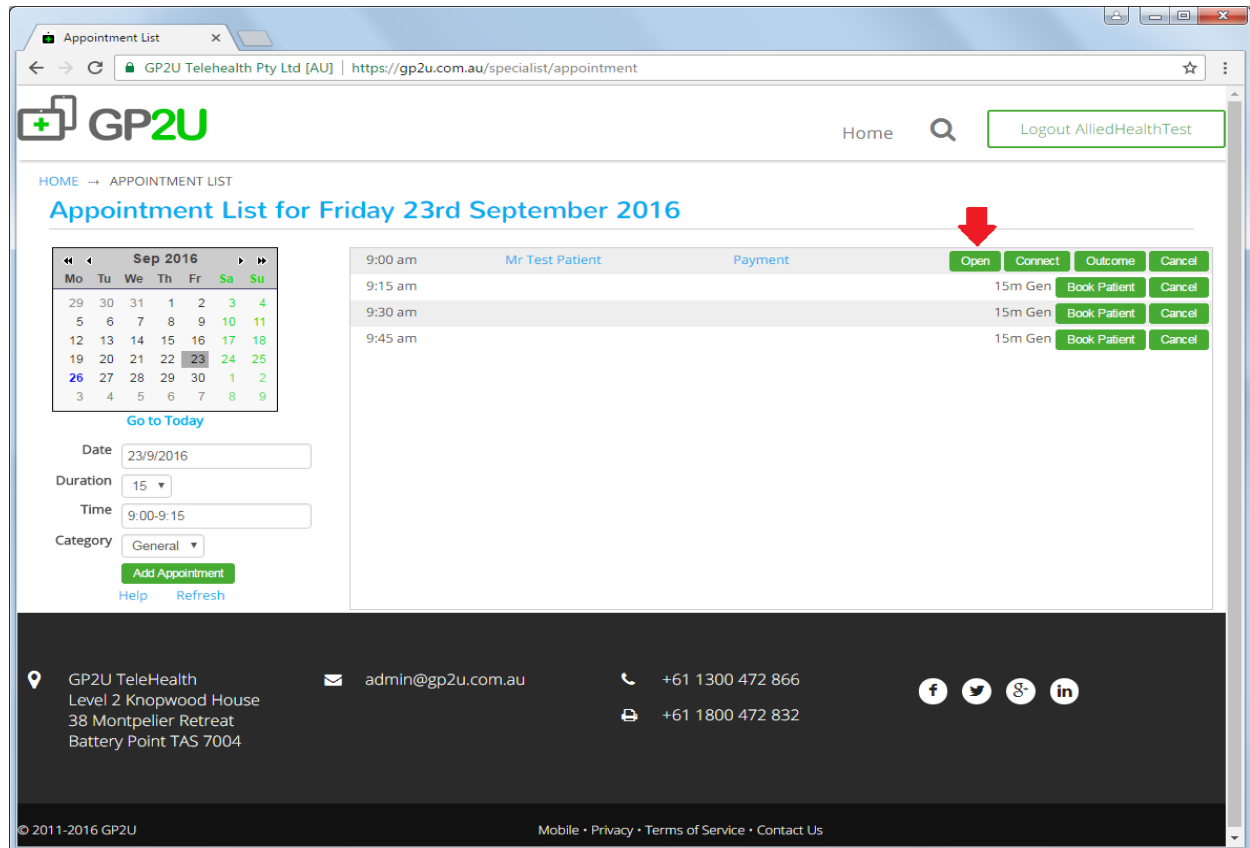 Appointment List
GP2U Telehealth Pty Ltd [AU] | https://gp2u.com.au/specialist/appointment
GP2U
Home
Logout AlliedHealthTest
HOME → APPOINTMENT LIST
Appointment List for Friday 23rd September 2016
Sep 2016
Mo Tu We Th Fr Sa Su
29 30 31 1 2 3 4
5 6 7 8 9 10 11
12 13 14 15 16 17 18
19 20 21 22 23 24 25
26 27 28 29 30 1 2
3 4 5 6 7 8 9
Go to Today
Date 23/9/2016
Duration 15
Time 9:00-9:15
Category General
Add Appointment
Help Refresh
9:00 am Mr Test Patient Payment Open Connect Outcome Cancel
9:15 am 15m Gen Book Patient Cancel
9:30 am 15m Gen Book Patient Cancel
9:45 am 15m Gen Book Patient Cancel
GP2U TeleHealth
Level 2 Knopwood House
38 Montpelier Retreat
Battery Point TAS 7004
admin@gp2u.com.au
+61 1300 472 866
+61 1800 472 832
f g+ in
© 2011-2016 GP2U
Mobile • Privacy • Terms of Service • Contact Us